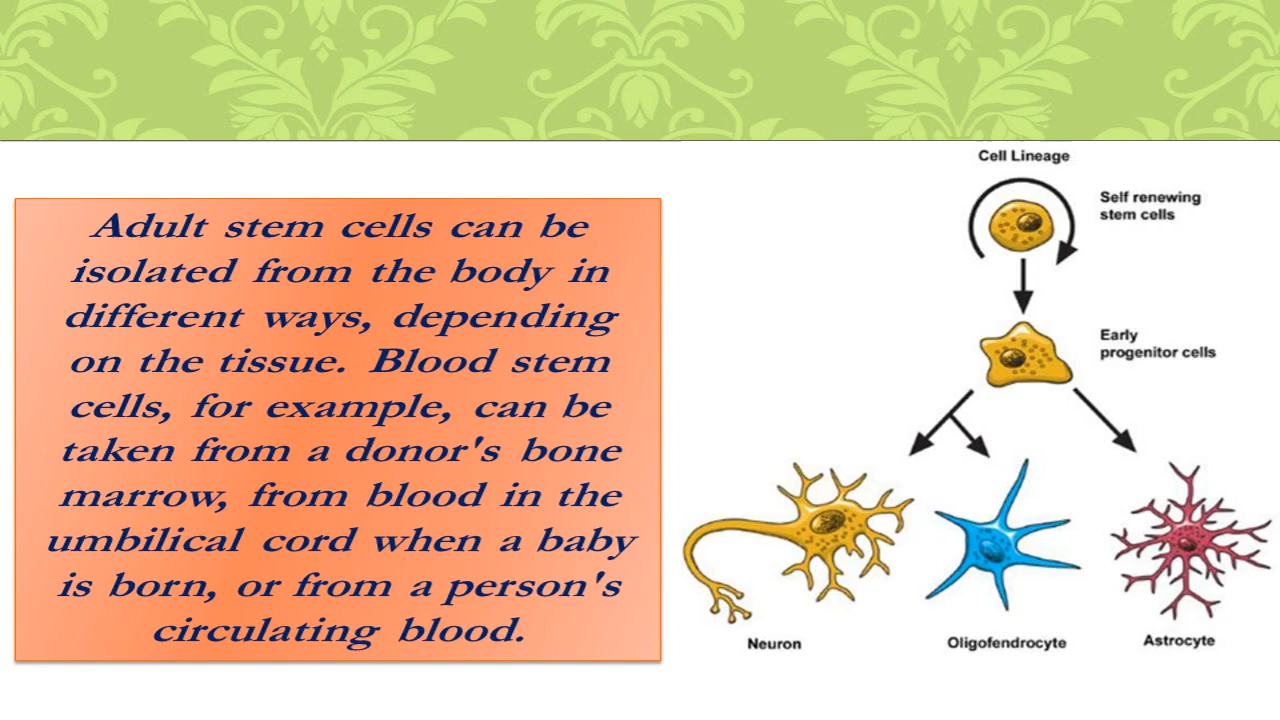 Adult stem cells can be
isolated from the body in
different ways, depending
on the tissue. Blood stem
cells, for example, can be
taken from a donor's bone
marrow, from blood in the
umbilical cord when a baby
is born, or from a person's
circulating blood.
Cell Lineage
Self renewing
stem cells
Early
progenitor cells
Neuron
Oligofendrocyte
Astrocyte